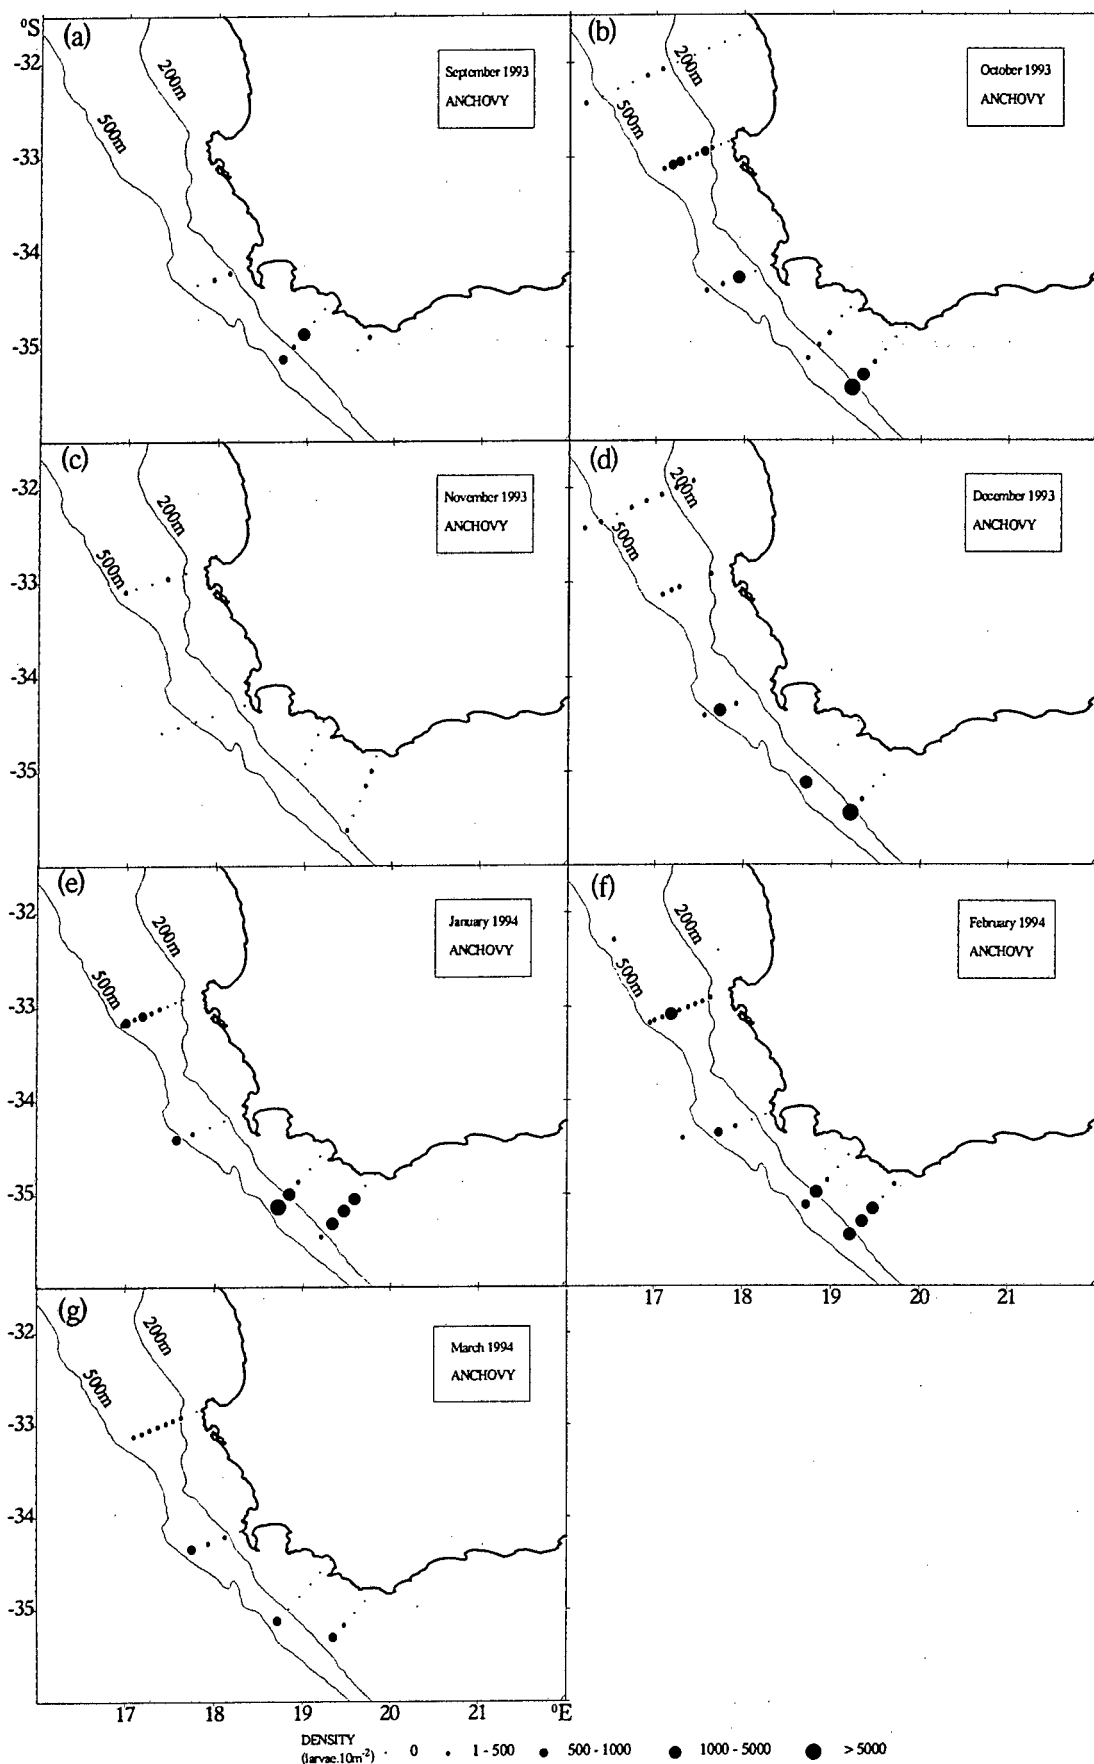 °S (a) (b)
-32 200m September 1993 200m October 1993
ANCHOVY ANCHOVY
500m 500m
-33
-34
-35
(c) (d)
-32 200m November 1993 200m December 1993
ANCHOVY ANCHOVY
500m 500m
-33
-34
-35
(e) (f)
-32 200m January 1994 200m February 1994
ANCHOVY ANCHOVY
500m 500m
-33
-34
-35
17 18 19 20 21
(g)
-32 200m March 1994
ANCHOVY
500m
-33
-34
-35
17 18 19 20 21 °E
DENSITY
(larvae.10m⁻²) 0 1 - 500 500 - 1000 1000 - 5000 > 5000